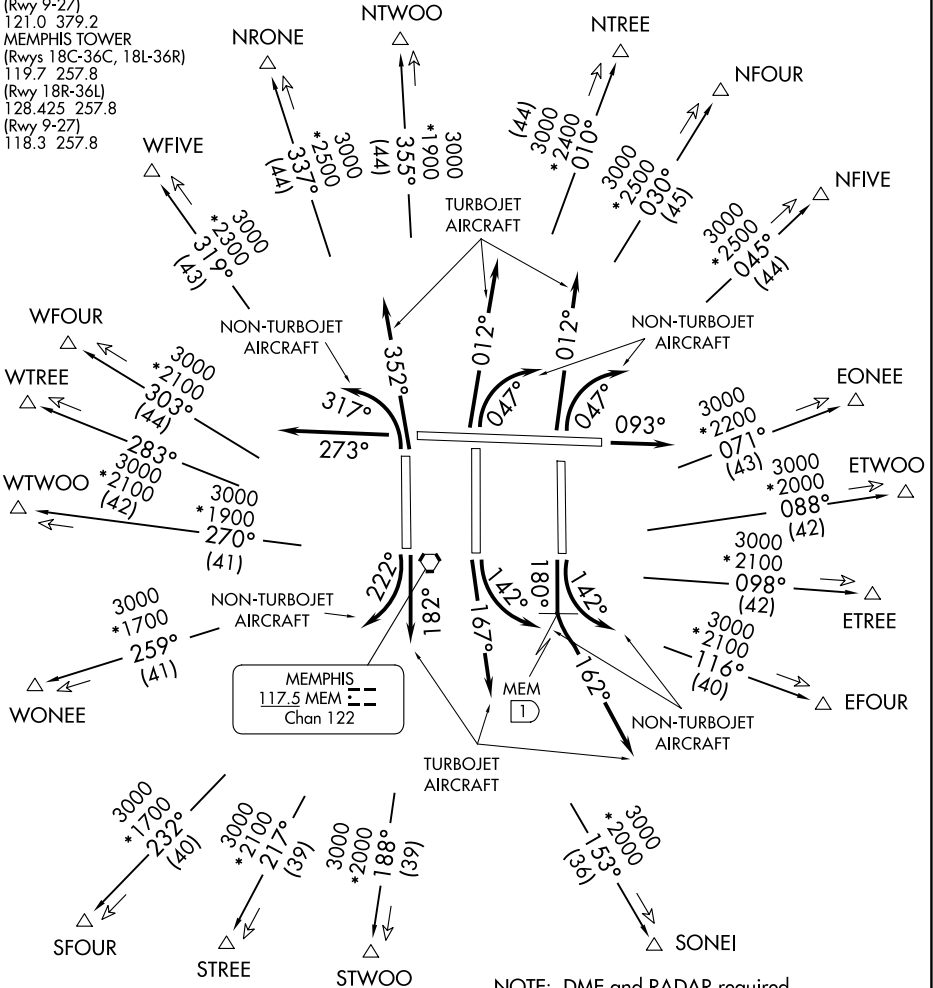 (Rwy 9-27)
121.0 379.2
MEMPHIS TOWER
(Rwys 18C-36C, 18L-36R)
119.7 257.8
(Rwy 18R-36L)
128.425 257.8
(Rwy 9-27)
118.3 257.8
NTWOO
3000
*1900
355°
(44)
NRONE
3000
*2500
337°
(44)
NTREE
(44)
3000
*2400
010°
NFOUR
3000
*2500
030°
(45)
WFIVE
3000
*2300
319°
(43)
NFIVE
3000
*2500
045°
(44)
TURBOJET
AIRCRAFT
NON-TURBOJET
AIRCRAFT
NON-TURBOJET
AIRCRAFT
352°
012°
012°
317°
047°
047°
273°
093°
WFOUR
3000
*2100
303°
(44)
WTREE
283°
3000
*2100
(42)
WTWOO
3000
*1900
270°
(41)
EONEE
3000
*2200
071°
(43)
ETWOO
3000
*2000
088°
(42)
3000
*2100
098°
(42)
ETREE
3000
*2100
116°
(40)
EFOUR
222°
182°
167°
142°
180°
142°
162°
NON-TURBOJET
AIRCRAFT
3000
*1700
259°
(41)
WONEE
MEMPHIS
117.5 MEM
Chan 122
MEM
1
NON-TURBOJET
AIRCRAFT
TURBOJET
AIRCRAFT
3000
*1700
232°
(40)
SFOUR
3000
*2100
217°
(39)
STREE
3000
*2000
188°
(39)
STWOO
3000
*2000
153°
(36)
SONEI
NOTE: DME and RADAR required